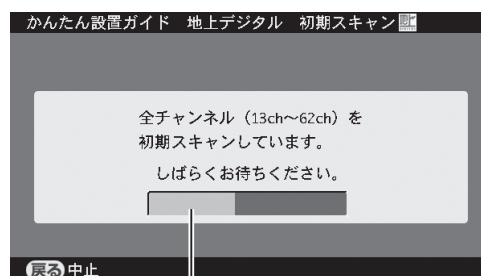 かんたん設置ガイド 地上デジタル 初期スキャン
全チャンネル（13ch〜62ch）を
初期スキャンしています。
しばらくお待ちください。
戻る 中止